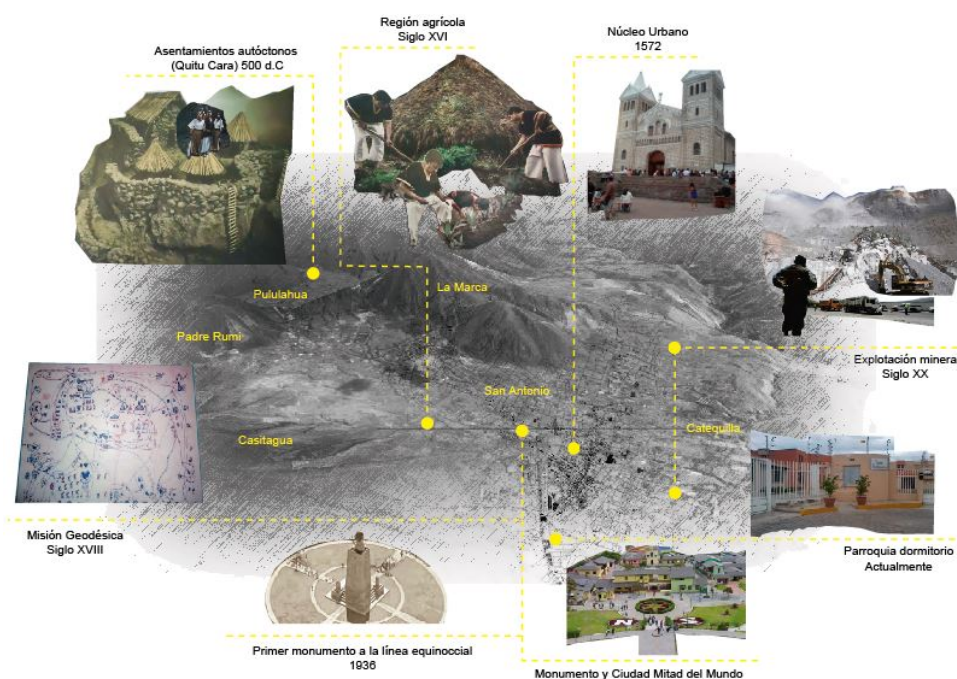 Región agrícola
Siglo XVI
Núcleo Urbano
1572
Asentamientos autóctonos
(Quitu Cara) 500 d.C
Pululahua
La Marca
Padre Rumi
San Antonio
Casitagua
Catequilla
Explotación minera
Siglo XX
Misión Geodésica
Siglo XVIII
Parroquia dormitorio
Actualmente
Primer monumento a la línea equinoccial
1936
N
S
Monumento y Ciudad Mitad del Mundo